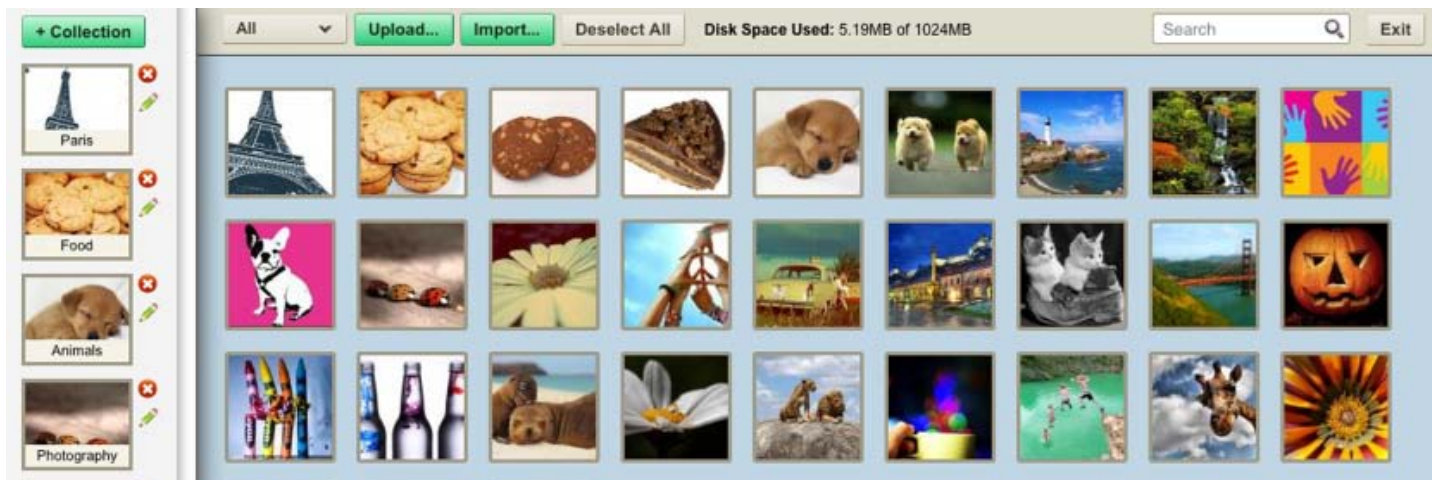 + Collection
All
Upload...
Import...
Deselect All
Disk Space Used: 5.19MB of 1024MB
Search
Exit
Paris
Food
Animals
Photography